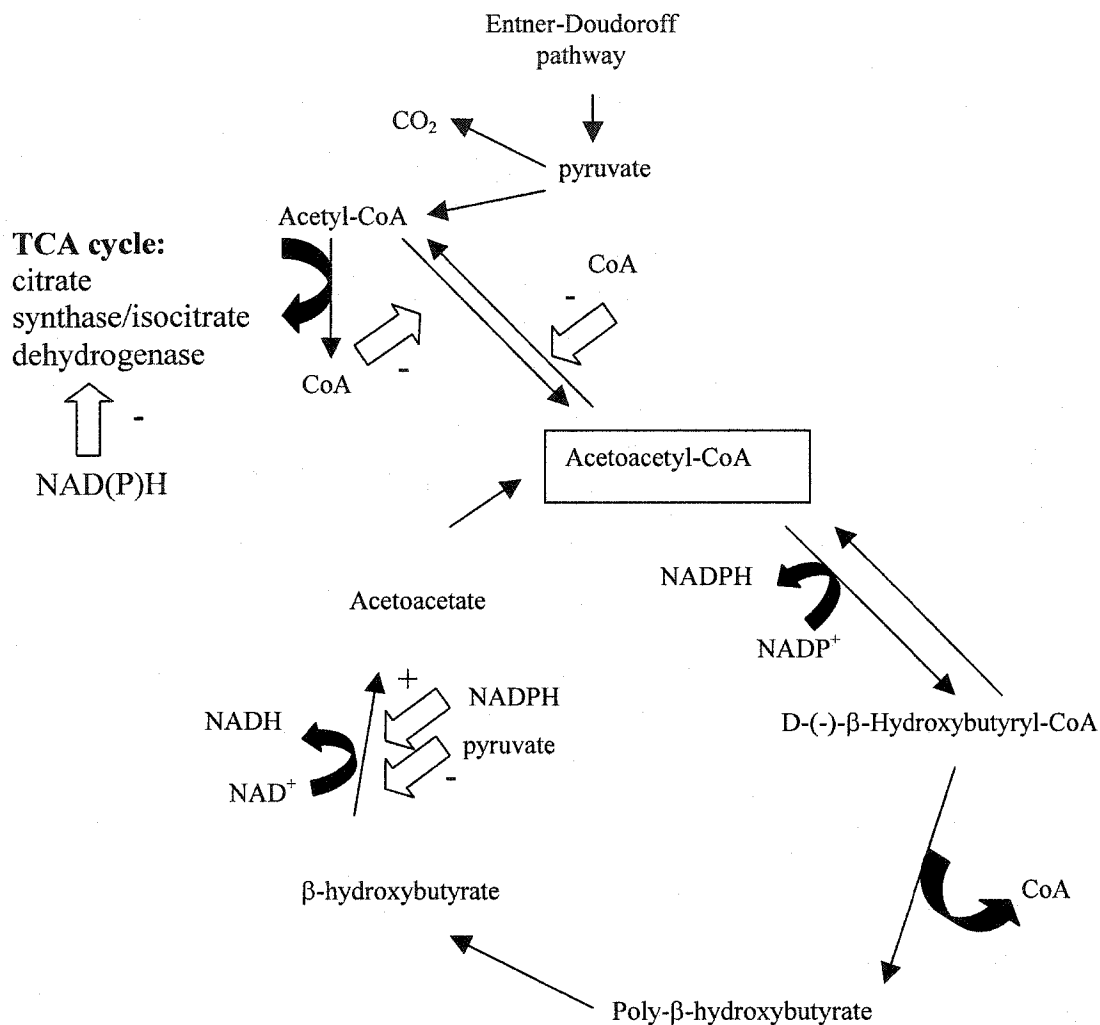 Entner-Doudoroff
pathway
CO₂
pyruvate
Acetyl-CoA
TCA cycle:
citrate
synthase/isocitrate
dehydrogenase
CoA
-
-
CoA
-
NAD(P)H
Acetoacetyl-CoA
NADPH
NADP⁺
Acetoacetate
+
NADPH
pyruvate
-
NADH
NAD⁺
D-(-)-β-Hydroxybutyryl-CoA
β-hydroxybutyrate
CoA
Poly-β-hydroxybutyrate